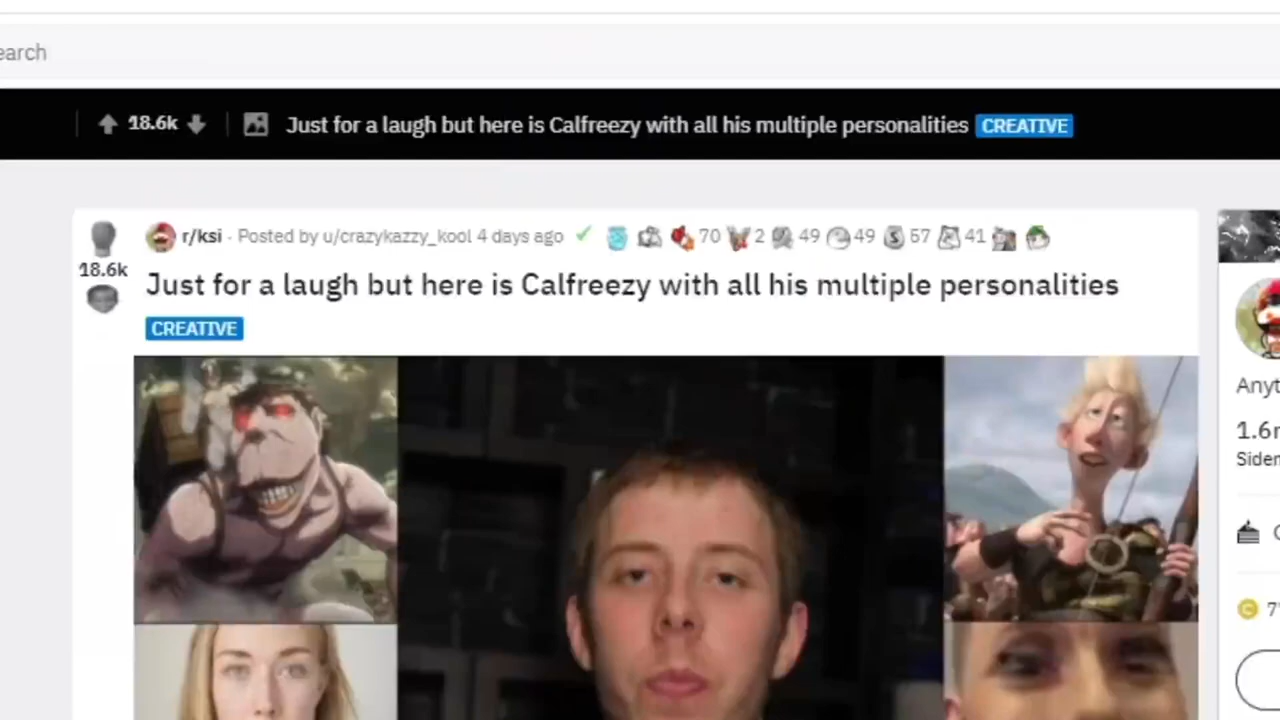 earch
18.6k Just for a laugh but here is Calfreezy with all his multiple personalities CREATIVE
r/ksi · Posted by u/crazykazzy_kool 4 days ago 70 2 49 49 57 41
18.6k
Just for a laugh but here is Calfreezy with all his multiple personalities
CREATIVE
Anyt
1.6
Sider